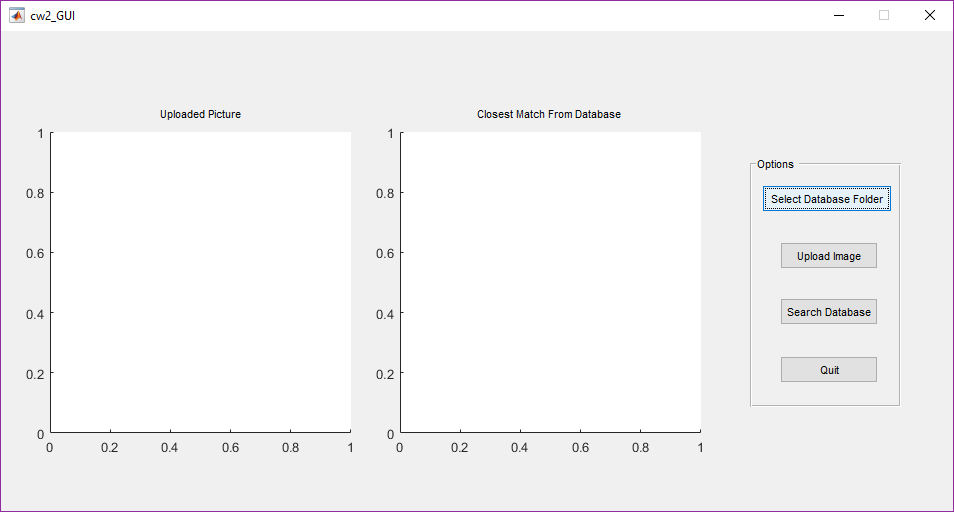 cw2_GUI
Uploaded Picture
Closest Match From Database
1
0.8
0.6
0.4
0.2
0
0 0.2 0.4 0.6 0.8 1
1
0.8
0.6
0.4
0.2
0
0 0.2 0.4 0.6 0.8 1
Options
Select Database Folder
Upload Image
Search Database
Quit